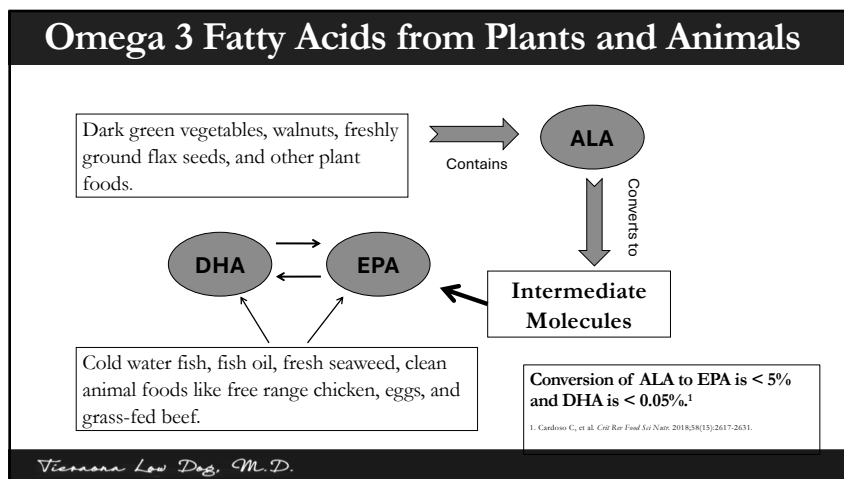 Omega 3 Fatty Acids from Plants and Animals
Dark green vegetables, walnuts, freshly
ground flax seeds, and other plant
foods.
Contains
ALA
Converts to
DHA
EPA
Intermediate
Molecules
Cold water fish, fish oil, fresh seaweed, clean
animal foods like free range chicken, eggs, and
grass-fed beef.
Conversion of ALA to EPA is < 5%
and DHA is < 0.05%.¹
1. Cardoso C, et al. Crit Rev Food Sci Nutr. 2018;58(15):2617-2631.
Tieraona Low Dog, M.D.